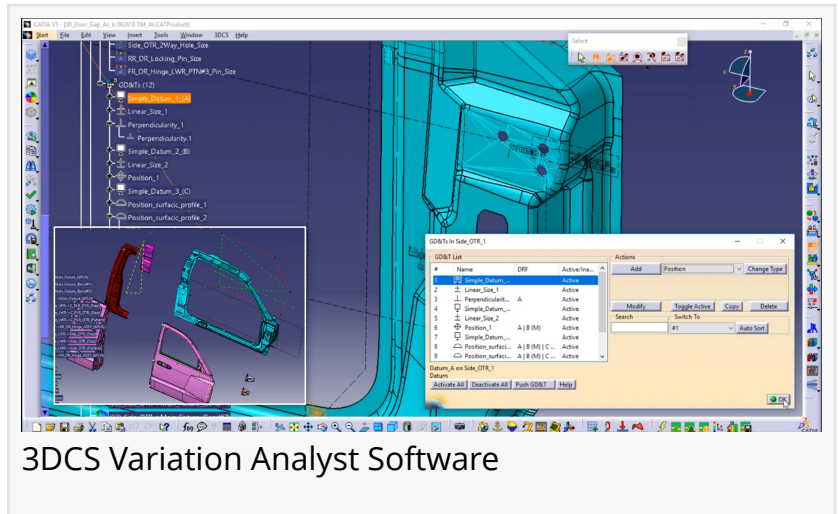 CATIA V5 - [00_Door_Gap_As_Is 062819 TM_JA.CATProduct]
Start File Edit View Insert Tools Window 3DCS Help
Select
Side_OTR_2Way_Hole_Size
RR_DR_Locking_Pin_Size
FR_DR_Hinge_LWR_PTN#3_Pin_Size
GD&Ts (12)
Simple_Datum_1_(A)
Linear_Size_1
Perpendicularity_1
Perpendicularity.1
Simple_Datum_2_(B)
Linear_Size_2
Position_1
Simple_Datum_3_(C)
Position_surfacic_profile_1
Position_surfacic_profile_2
GD&Ts In Side_OTR_1
GD&T List
# Name DRF Active/Ina...
1 Simple_Datum_... Active
2 Linear_Size_1 Active
3 Perpendicularit... A Active
4 Simple_Datum_... Active
5 Linear_Size_2 Active
6 Position_1 A | B (M) Active
7 Simple_Datum_... Active
8 Position_surfaci... A | B (M) | C ... Active
9 Position_surfaci... A | B (M) | C ... Active
Actions
Add Position Change Type
Modify Toggle Active Copy Delete
Search Switch To
#1 Auto Sort
Datum_A on Side_OTR_1
Datum
Activate All Deactivate All Push GD&T Help
OK
3DCS Variation Analyst Software